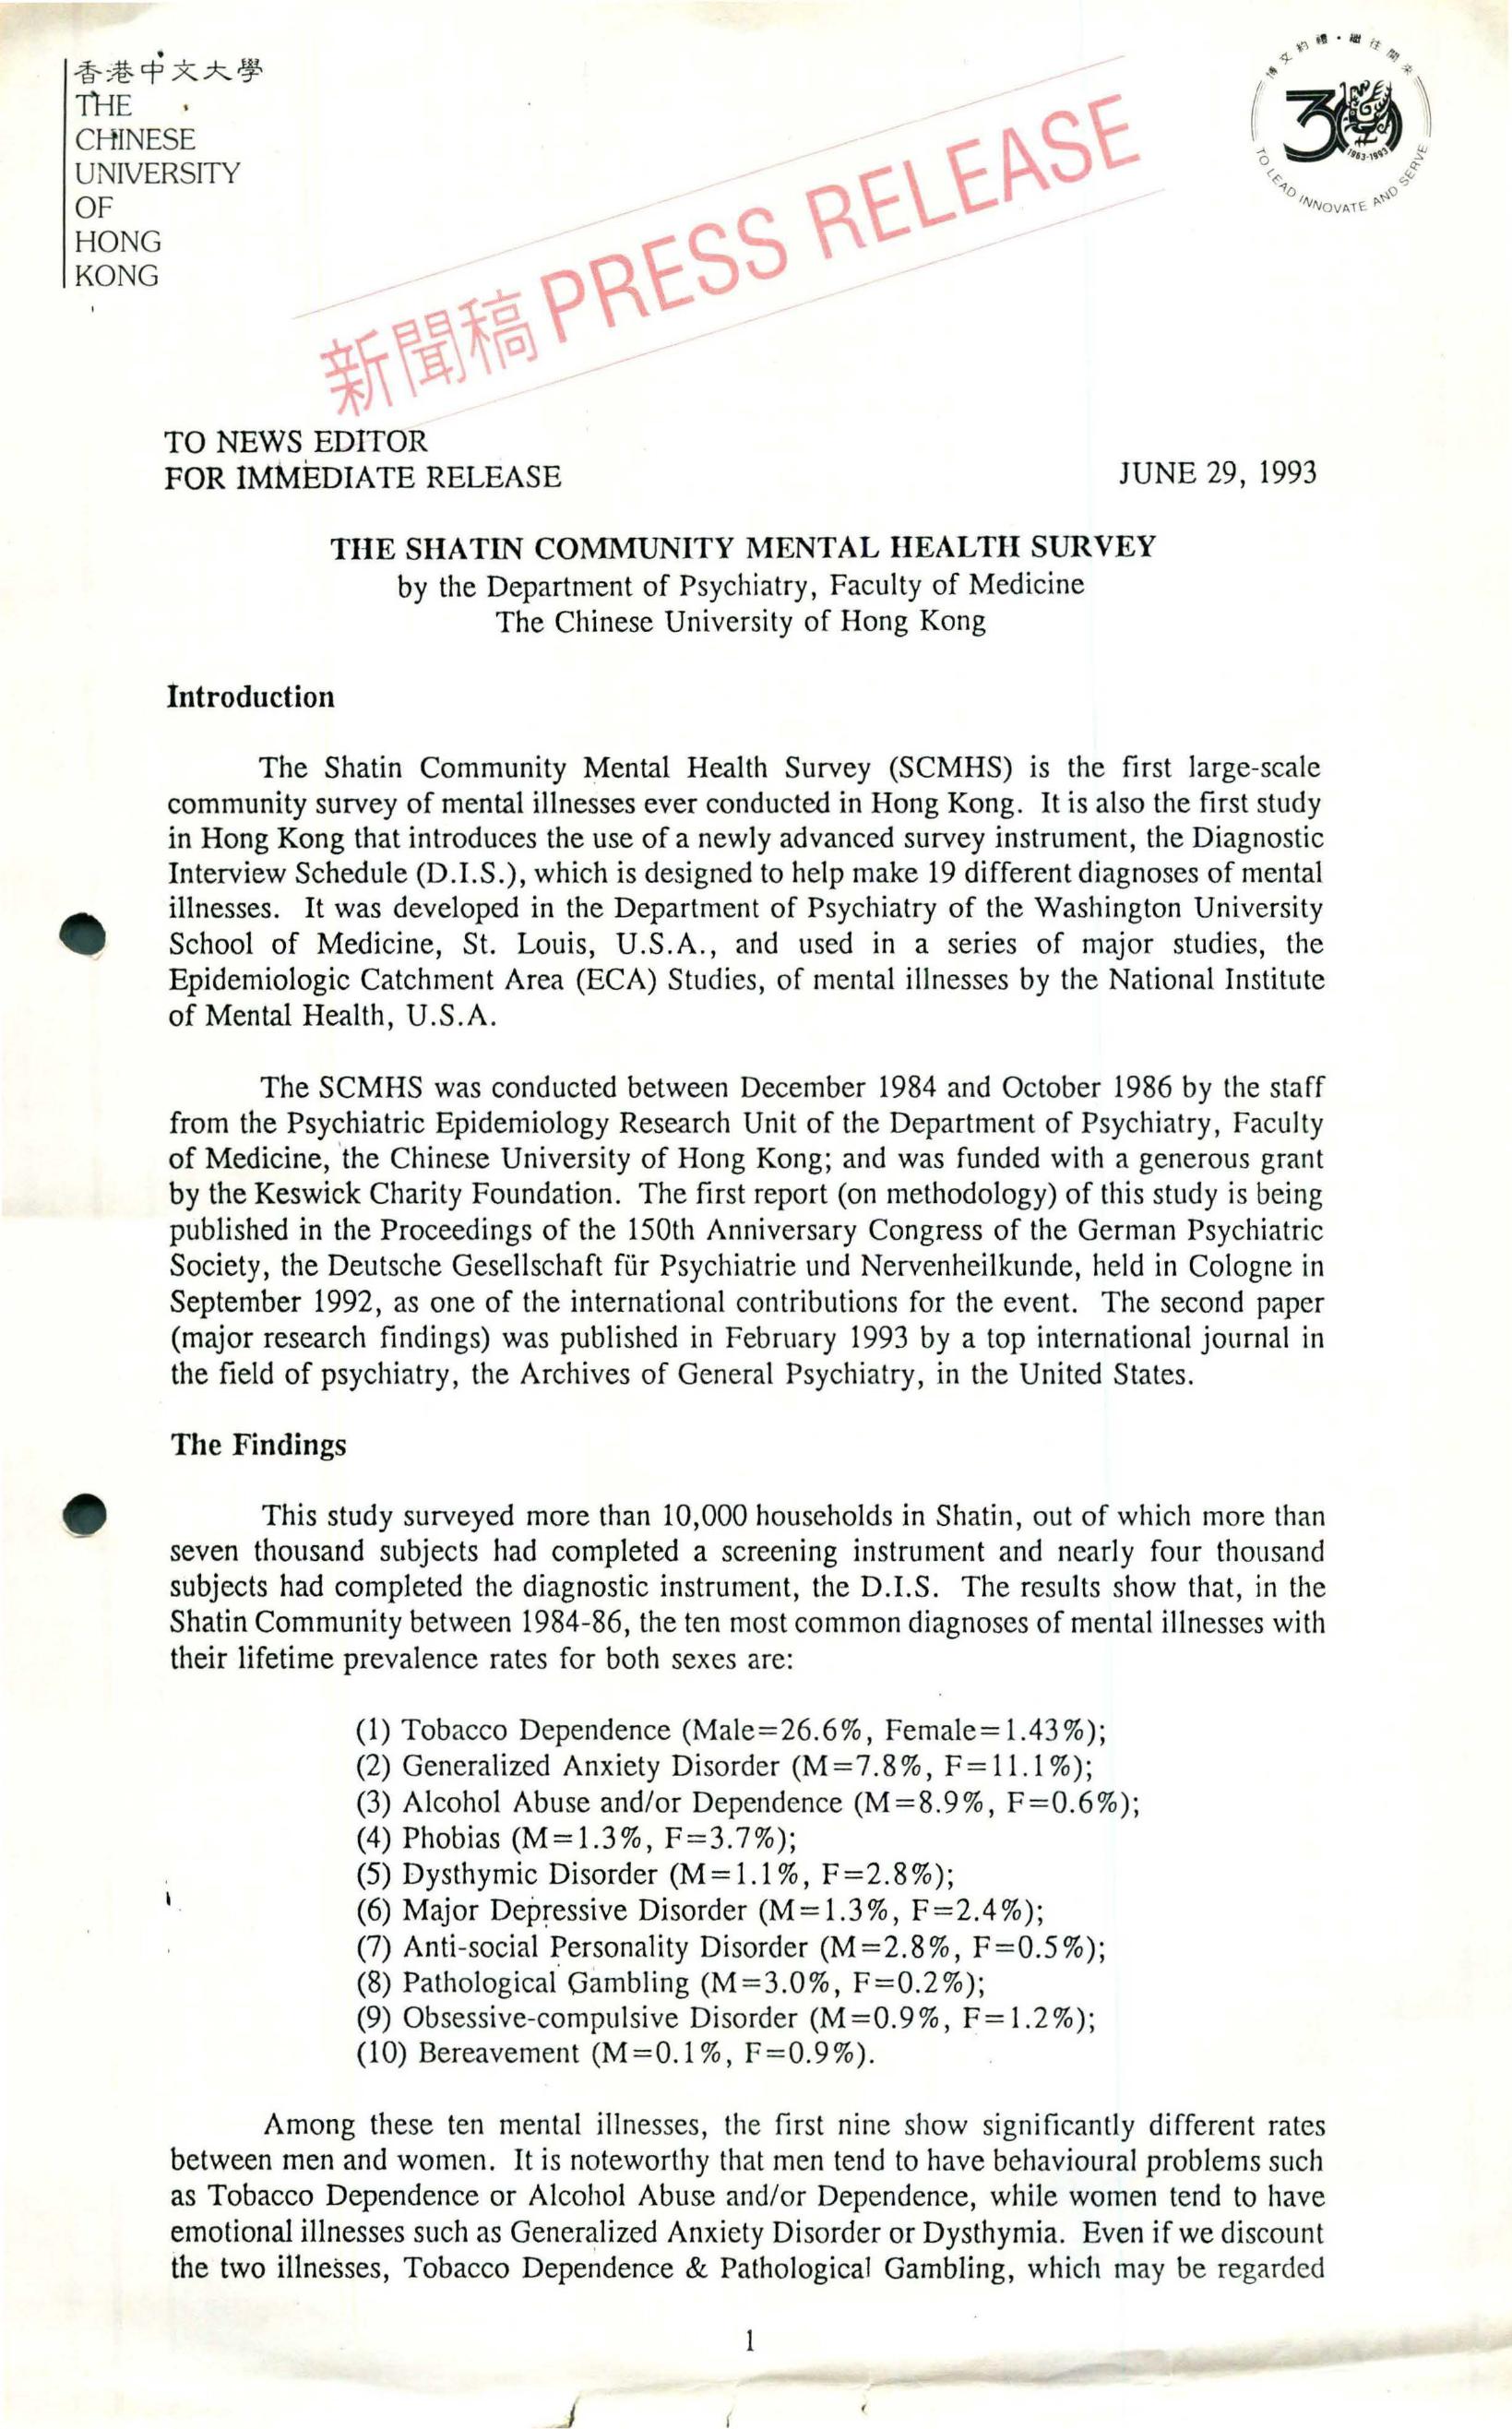 香港中文大學
THE
CHINESE
UNIVERSITY
OF
HONG
KONG
博文約禮・繼往開來
30
1963-1993
TO LEAD INNOVATE AND SERVE
新聞稿 PRESS RELEASE
TO NEWS EDITOR
FOR IMMEDIATE RELEASE
JUNE 29, 1993
THE SHATIN COMMUNITY MENTAL HEALTH SURVEY
by the Department of Psychiatry, Faculty of Medicine
The Chinese University of Hong Kong
Introduction
The Shatin Community Mental Health Survey (SCMHS) is the first large-scale
community survey of mental illnesses ever conducted in Hong Kong. It is also the first study
in Hong Kong that introduces the use of a newly advanced survey instrument, the Diagnostic
Interview Schedule (D.I.S.), which is designed to help make 19 different diagnoses of mental
illnesses. It was developed in the Department of Psychiatry of the Washington University
School of Medicine, St. Louis, U.S.A., and used in a series of major studies, the
Epidemiologic Catchment Area (ECA) Studies, of mental illnesses by the National Institute
of Mental Health, U.S.A.
The SCMHS was conducted between December 1984 and October 1986 by the staff
from the Psychiatric Epidemiology Research Unit of the Department of Psychiatry, Faculty
of Medicine, the Chinese University of Hong Kong; and was funded with a generous grant
by the Keswick Charity Foundation. The first report (on methodology) of this study is being
published in the Proceedings of the 150th Anniversary Congress of the German Psychiatric
Society, the Deutsche Gesellschaft für Psychiatrie und Nervenheilkunde, held in Cologne in
September 1992, as one of the international contributions for the event. The second paper
(major research findings) was published in February 1993 by a top international journal in
the field of psychiatry, the Archives of General Psychiatry, in the United States.
The Findings
This study surveyed more than 10,000 households in Shatin, out of which more than
seven thousand subjects had completed a screening instrument and nearly four thousand
subjects had completed the diagnostic instrument, the D.I.S. The results show that, in the
Shatin Community between 1984-86, the ten most common diagnoses of mental illnesses with
their lifetime prevalence rates for both sexes are:
(1) Tobacco Dependence (Male=26.6%, Female=1.43%);
(2) Generalized Anxiety Disorder (M=7.8%, F=11.1%);
(3) Alcohol Abuse and/or Dependence (M=8.9%, F=0.6%);
(4) Phobias (M=1.3%, F=3.7%);
(5) Dysthymic Disorder (M=1.1%, F=2.8%);
(6) Major Depressive Disorder (M=1.3%, F=2.4%);
(7) Anti-social Personality Disorder (M=2.8%, F=0.5%);
(8) Pathological Gambling (M=3.0%, F=0.2%);
(9) Obsessive-compulsive Disorder (M=0.9%, F=1.2%);
(10) Bereavement (M=0.1%, F=0.9%).
Among these ten mental illnesses, the first nine show significantly different rates
between men and women. It is noteworthy that men tend to have behavioural problems such
as Tobacco Dependence or Alcohol Abuse and/or Dependence, while women tend to have
emotional illnesses such as Generalized Anxiety Disorder or Dysthymia. Even if we discount
the two illnesses, Tobacco Dependence & Pathological Gambling, which may be regarded
1